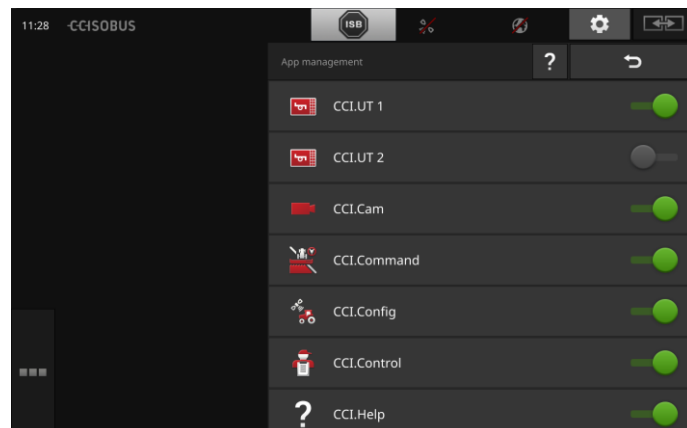 11:28 CCISOBUS
ISB
App management ?
CCI.UT 1
CCI.UT 2
CCI.Cam
CCI.Command
CCI.Config
CCI.Control
? CCI.Help